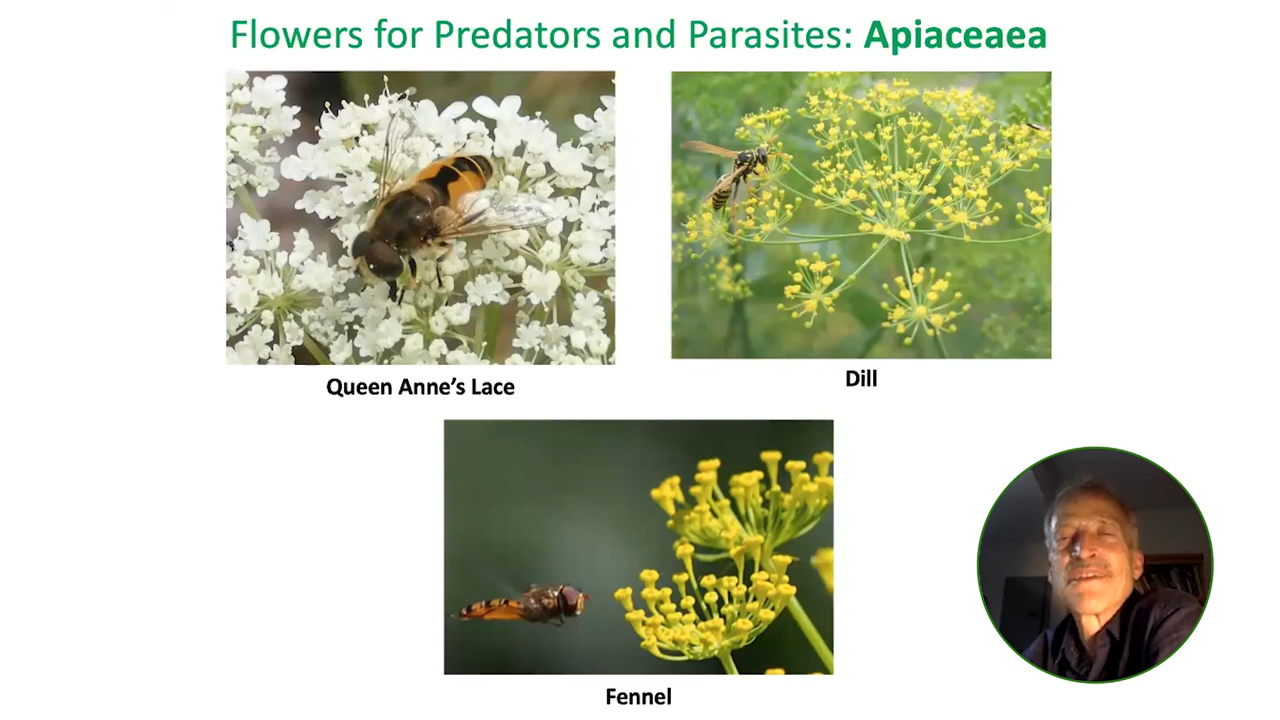 Flowers for Predators and Parasites: Apiaceaea
Queen Anne’s Lace
Dill
Fennel